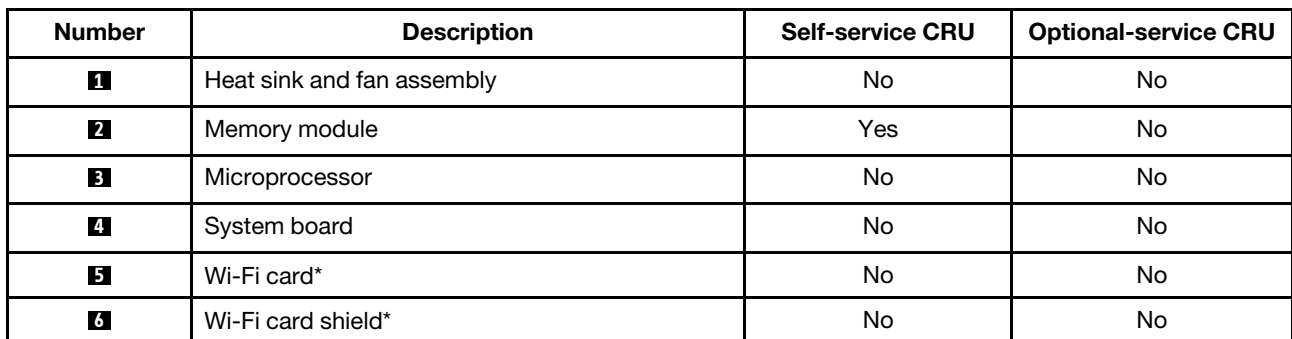 Number Description Self-service CRU Optional-service CRU
1 Heat sink and fan assembly No No
2 Memory module Yes No
3 Microprocessor No No
4 System board No No
5 Wi-Fi card* No No
6 Wi-Fi card shield* No No